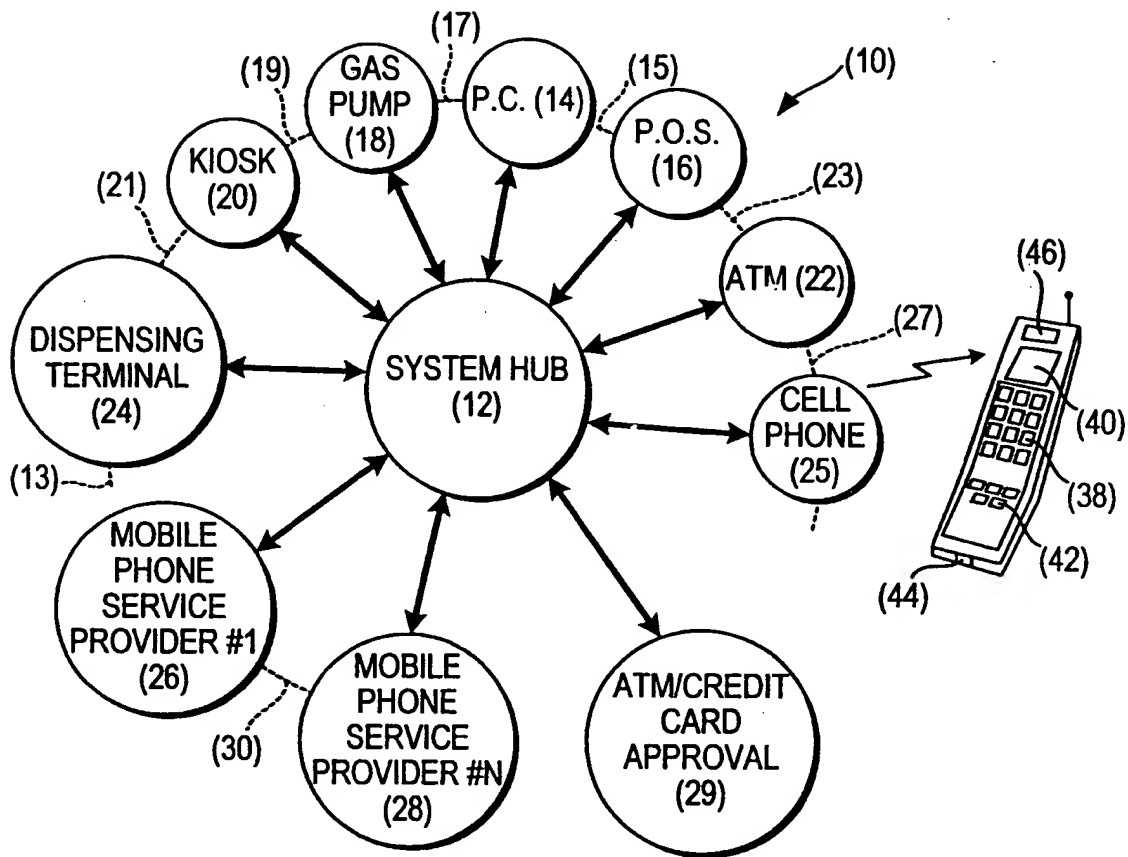 (17)
(10)
(19)
GAS
PUMP
(18)
P.C. (14)
(15)
P.O.S.
(16)
(21)
KIOSK
(20)
(23)
ATM (22)
(46)
DISPENSING
TERMINAL
(24)
SYSTEM HUB
(12)
(27)
CELL
PHONE
(25)
(40)
(38)
(42)
(44)
(13)
MOBILE
PHONE
SERVICE
PROVIDER #1
(26)
(30)
MOBILE
PHONE
SERVICE
PROVIDER #N
(28)
ATM/CREDIT
CARD
APPROVAL
(29)